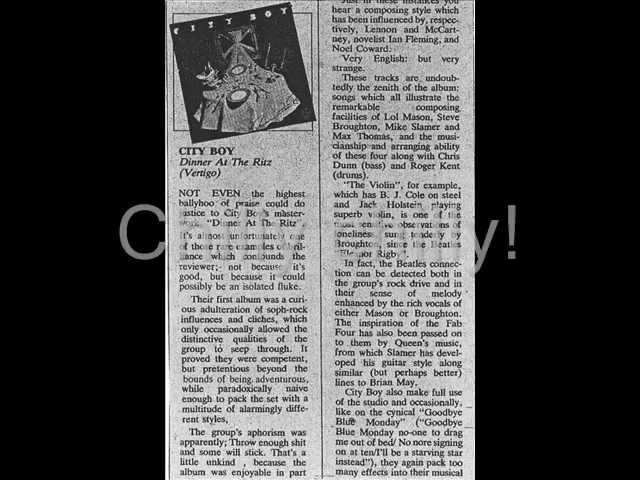 CITY BOY
CITY BOY
Dinner At The Ritz
(Vertigo)
NOT EVEN the highest
ballyhoo of praise could do
justice to City Boy's master-
work, "Dinner At The Ritz".
It's almost unfortunately one
of those rare examples of bril-
liance which confounds the
reviewer; not because it's
good, but because it could
possibly be an isolated fluke.
Their first album was a curi-
ous adulteration of soph-rock
influences and cliches, which
only occasionally allowed the
distinctive qualities of the
group to seep through. It
proved they were competent,
but pretentious beyond the
bounds of being adventurous,
while paradoxically naive
enough to pack the set with a
multitude of alarmingly diffe-
rent styles,
The group's aphorism was
apparently; Throw enough shit
and some will stick. That's a
little unkind , because the
album was enjoyable in part
Just in these instances you
hear a composing style which
has been influenced by, respec-
tively, Lennon and McCart-
ney, novelist Ian Fleming, and
Noel Coward.
Very English: but very
strange.
These tracks are undoub-
tedly the zenith of the album:
songs which all illustrate the
remarkable composing
facilities of Lol Mason, Steve
Broughton, Mike Slamer and
Max Thomas, and the musi-
cianship and arranging ability
of these four along with Chris
Dunn (bass) and Roger Kent
(drums).
"The Violin", for example,
which has B. J. Cole on steel
and Jack Holstein playing
superb violin, is one of the
most sensitive observations of
loneliness, sung tenderly by
Broughton, since the Beatles
"Eleanor Rigby".
In fact, the Beatles connec-
tion can be detected both in
the group's rock drive and in
their sense of melody
enhanced by the rich vocals of
either Mason or Broughton.
The inspiration of the Fab
Four has also been passed on
to them by Queen's music,
from which Slamer has devel-
oped his guitar style along
similar (but perhaps better)
lines to Brian May.
City Boy also make full use
of the studio and occasionally,
like on the cynical "Goodbye
Blue Monday" ("Goodbye
Blue Monday no-one to drag
me out of bed/ No nore signing
on at ten/I'll be a starving star
instead"), they again pack too
many effects into their musical